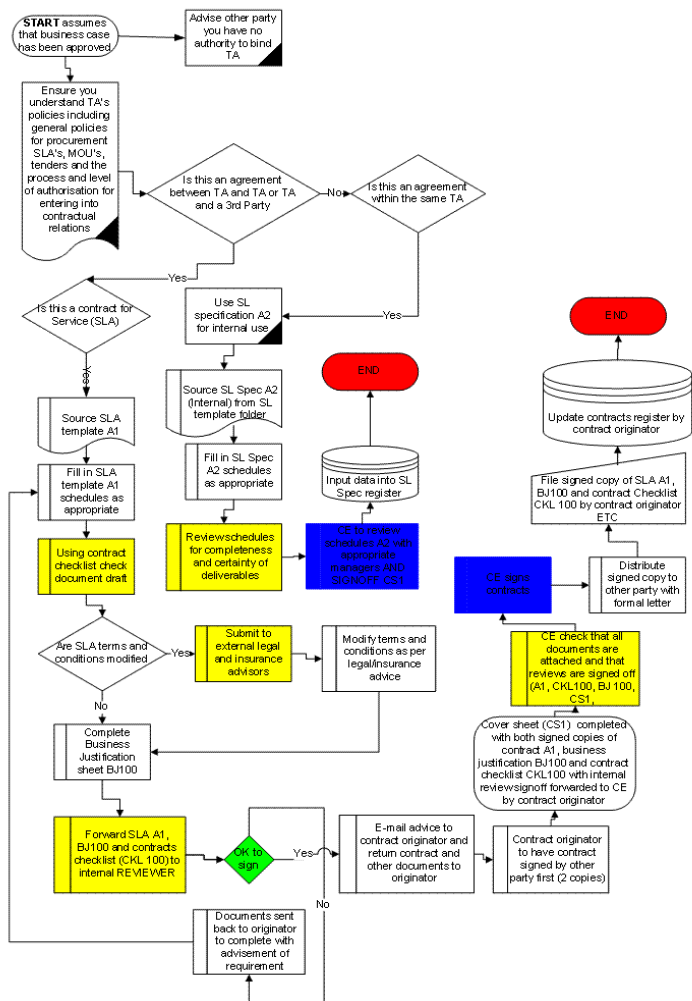 START assumes
that business case
has been approved
Advise other party
you have no
authority to bind
TA
Ensure you
understand TA's
policies including
general policies
for procurement
SLA's, MOU's,
tenders and the
process and level
of authorisation for
entering into
contractual
relations
Is this an agreement
between TA and TA or TA
and a 3rd Party
No
Is this an agreement
within the same TA
Yes
Yes
Is this a contract for
Service (SLA)
Yes
Use SL
specification A2
for internal use
Source SLA
template A1
Source SL Spec A2
(Internal) from SL
template folder
Fill in SLA
template A1
schedules as
appropriate
Fill in SL Spec
A2 schedules as
appropriate
END
Input data into SL
Spec register
Using contract
checklist check
document draft
Review schedules
for completeness
and certainty of
deliverables
CE to review
schedules A2 with
appropriate
managers AND
SIGNOFF CS1
END
Update contracts register by
contract originator
File signed copy of SLA A1,
BJ100 and contract Checklist
CKL 100 by contract originator
ETC
Distribute
signed copy to
other party with
formal letter
CE signs
contracts
Are SLA terms and
conditions modified
Yes
Submit to
external legal
and insurance
advisors
Modify terms and
conditions as per
legal/insurance
advice
No
Complete
Business
Justification
sheet BJ100
CE check that all
documents are
attached and that
reviews are signed off
(A1, CKL100, BJ 100,
CS1,
Cover sheet (CS1) completed
with both signed copies of
contract A1, business
justification BJ100 and contract
checklist CKL100 with internal
review signoff forwarded to CE
by contract originator
Forward SLA A1,
BJ100 and contracts
checklist (CKL 100) to
internal REVIEWER
OK to
sign
Yes
E-mail advice to
contract originator and
return contract and
other documents to
originator
Contract originator
to have contract
signed by other
party first (2 copies)
No
Documents sent
back to originator
to complete with
advisement of
requirement